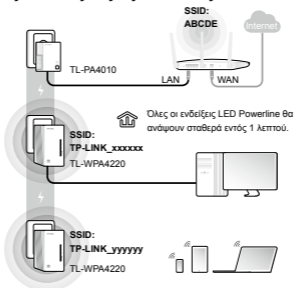 SSID:
ABCDE
Internet
TL-PA4010
LAN
WAN
Όλες οι ενδείξεις LED Powerline θα
ανάψουν σταθερά εντός 1 λεπτού.
SSID:
TP-LINK_xxxxxx
TL-WPA4220
SSID:
TP-LINK_yyyyyy
TL-WPA4220